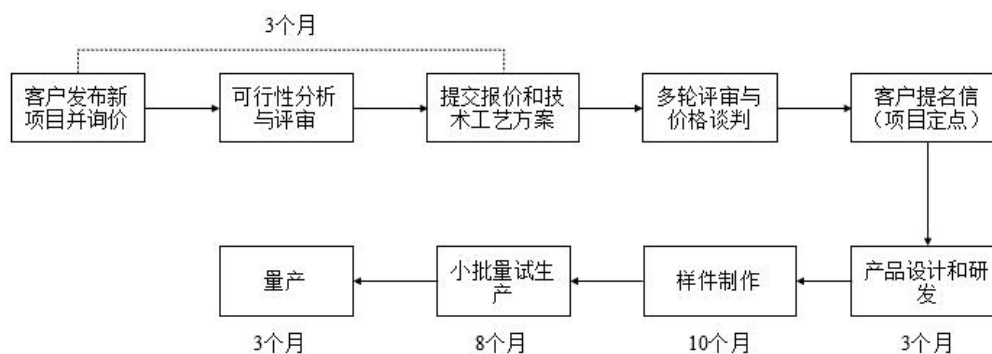 3个月
客户发布新
项目并询价
可行性分析
与评审
提交报价和技
术工艺方案
多轮评审与
价格谈判
客户提名信
（项目定点）
产品设计和研
发
样件制作
小批量试生
产
量产
3个月
10个月
8个月
3个月